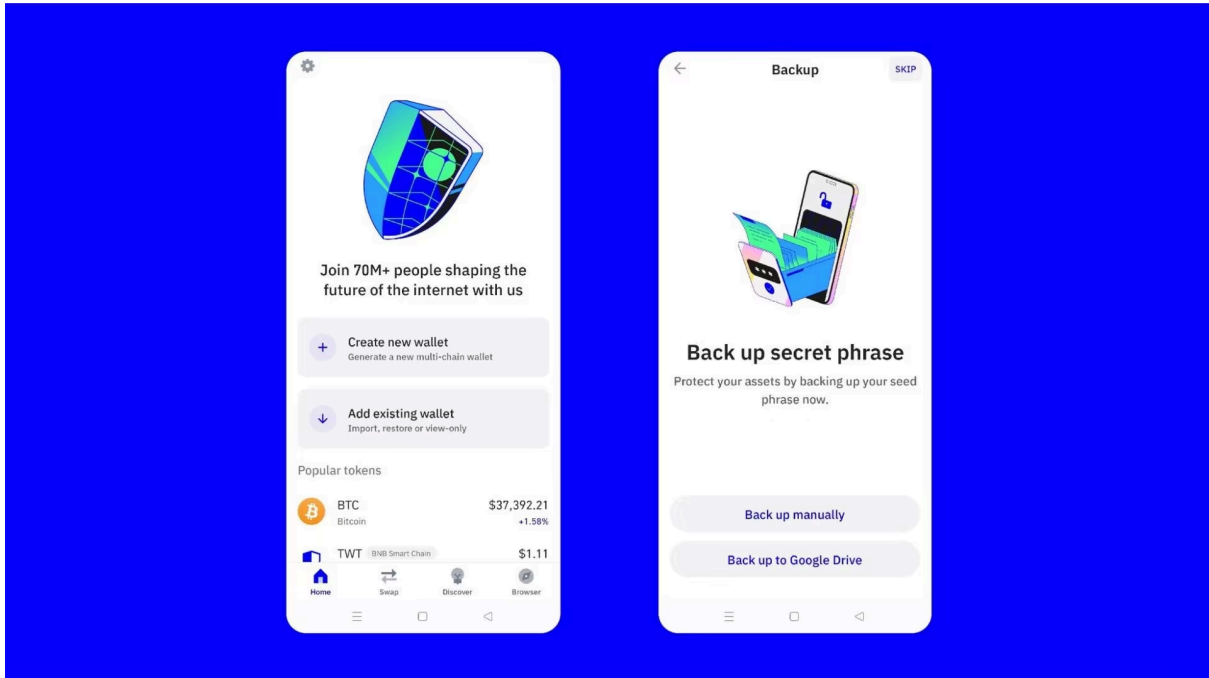 Join 70M+ people shaping the
future of the internet with us
Create new wallet
Generate a new multi-chain wallet
Add existing wallet
Import, restore or view-only
Popular tokens
BTC
$37,392.21
Bitcoin
+1.58%
TWT
BNB Smart Chain
$1.11
Home
Swap
Discover
Browser
Backup
SKIP
Back up secret phrase
Protect your assets by backing up your seed
phrase now.
Back up manually
Back up to Google Drive